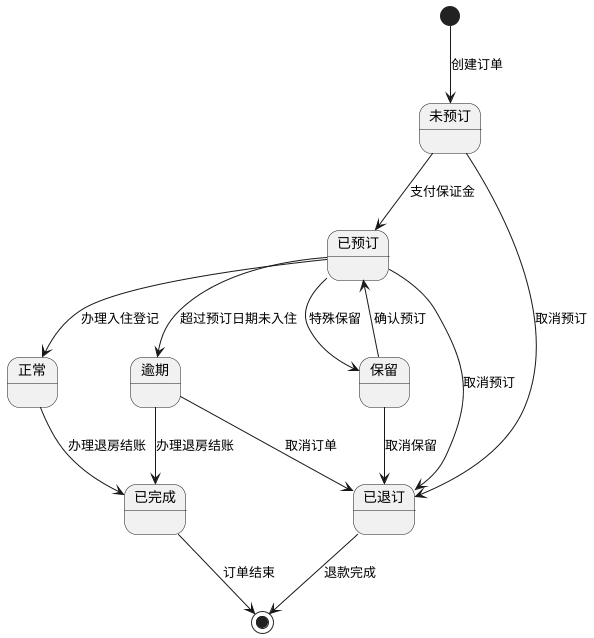 创建订单
未预订
支付保证金
已预订
取消预订
办理入住登记
超过预订日期未入住
特殊保留
确认预订
正常
逾期
保留
取消预订
办理退房结账
办理退房结账
取消订单
取消保留
已完成
已退订
订单结束
退款完成